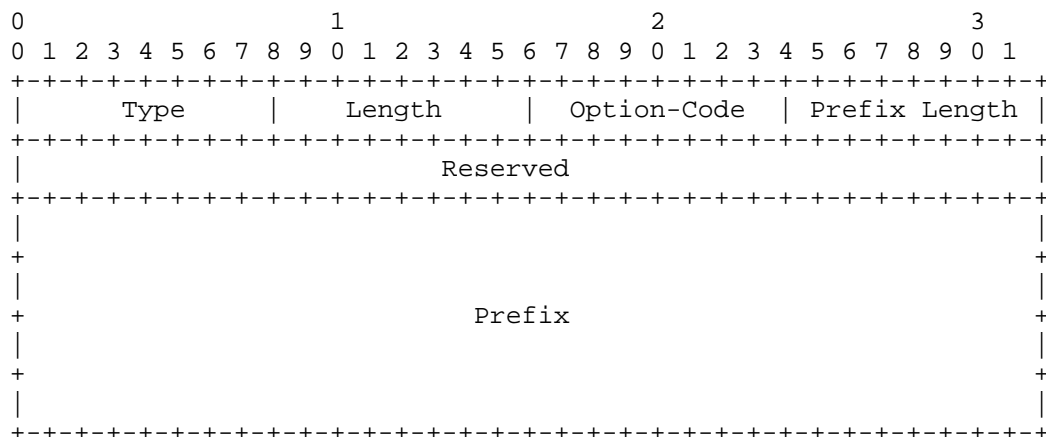 0                   1                   2                   3
0 1 2 3 4 5 6 7 8 9 0 1 2 3 4 5 6 7 8 9 0 1 2 3 4 5 6 7 8 9 0 1
+-+-+-+-+-+-+-+-+-+-+-+-+-+-+-+-+-+-+-+-+-+-+-+-+-+-+-+-+-+-+-+-+
|      Type     |    Length     |  Option-Code  | Prefix Length |
+-+-+-+-+-+-+-+-+-+-+-+-+-+-+-+-+-+-+-+-+-+-+-+-+-+-+-+-+-+-+-+-+
|                          Reserved                             |
+-+-+-+-+-+-+-+-+-+-+-+-+-+-+-+-+-+-+-+-+-+-+-+-+-+-+-+-+-+-+-+-+
|                                                               |
+                                                               +
|                                                               |
+                            Prefix                             +
|                                                               |
+                                                               +
|                                                               |
+-+-+-+-+-+-+-+-+-+-+-+-+-+-+-+-+-+-+-+-+-+-+-+-+-+-+-+-+-+-+-+-+